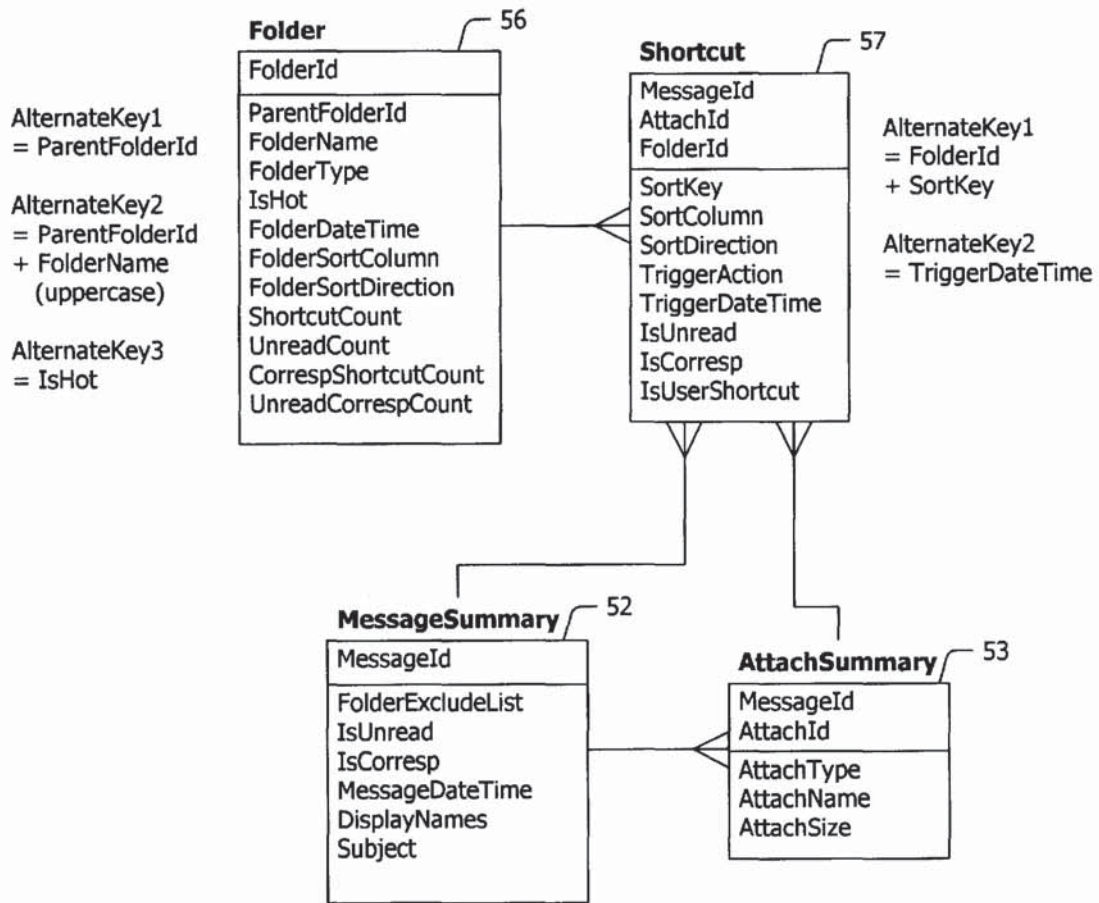 Folder
56
FolderId
ParentFolderId
FolderName
FolderType
IsHot
FolderDateTime
FolderSortColumn
FolderSortDirection
ShortcutCount
UnreadCount
CorrespShortcutCount
UnreadCorrespCount
AlternateKey1
= ParentFolderId
AlternateKey2
= ParentFolderId
+ FolderName
(uppercase)
AlternateKey3
= IsHot
Shortcut
57
MessageId
AttachId
FolderId
SortKey
SortColumn
SortDirection
TriggerAction
TriggerDateTime
IsUnread
IsCorresp
IsUserShortcut
AlternateKey1
= FolderId
+ SortKey
AlternateKey2
= TriggerDateTime
MessageSummary
52
MessageId
FolderExcludeList
IsUnread
IsCorresp
MessageDateTime
DisplayNames
Subject
AttachSummary
53
MessageId
AttachId
AttachType
AttachName
AttachSize